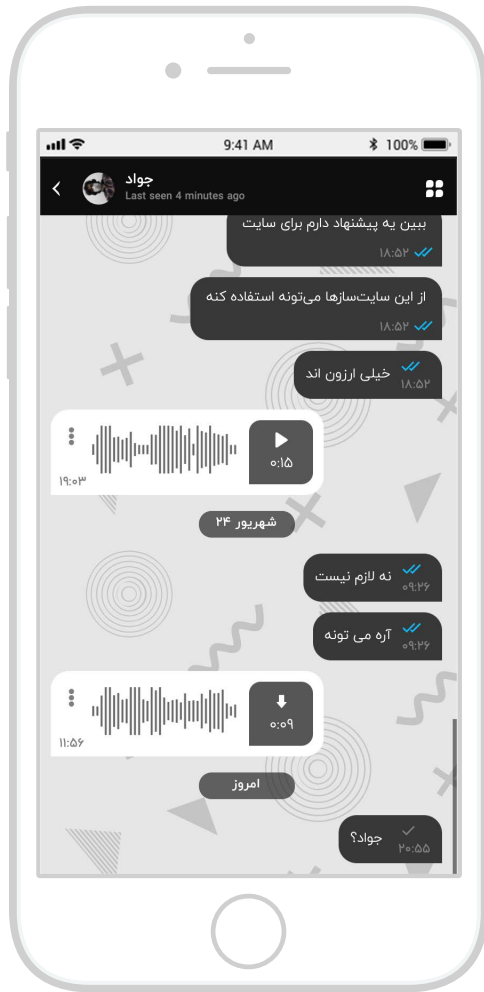 9:41 AM
100%
جواد
Last seen 4 minutes ago
ببین یه پیشنهاد دارم برای سایت
۱۸:۵۲
از این سایت‌سازها می‌تونه استفاده کنه
۱۸:۵۲
خیلی ارزون اند
۱۸:۵۲
۰:۱۵
۱۹:۰۳
شهریور ۲۴
نه لازم نیست
۰۹:۲۶
آره می تونه
۰۹:۲۶
۰:۰۹
۱۱:۵۶
امروز
جواد؟
۲۰:۵۵